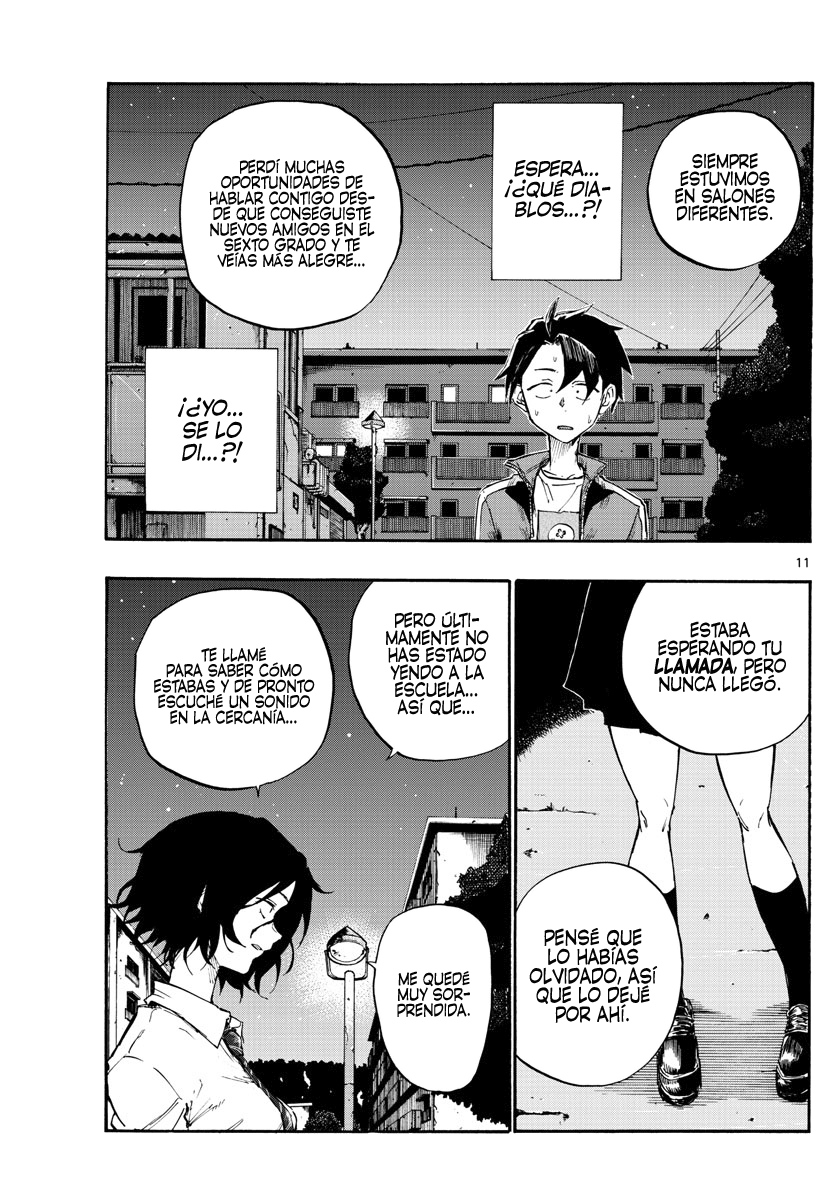 SIEMPRE
ESTUVIMOS
EN SALONES
DIFERENTES.
ESPERA...
¡¿QUÉ DIA-
BLOS...?!
PERDÍ MUCHAS
OPORTUNIDADES DE
HABLAR CONTIGO DES-
DE QUE CONSEGUISTE
NUEVOS AMIGOS EN EL
SEXTO GRADO Y TE
VEÍAS MÁS ALEGRE...
¡¿YO...
SE LO
DI...?!
11
ESTABA
ESPERANDO TU
LLAMADA, PERO
NUNCA LLEGÓ.
PENSÉ QUE
LO HABÍAS
OLVIDADO, ASÍ
QUE LO DEJÉ
POR AHÍ.
PERO ÚLTI-
MAMENTE NO
HAS ESTADO
YENDO A LA
ESCUELA...
ASÍ QUE...
TE LLAMÉ
PARA SABER CÓMO
ESTABAS Y DE PRONTO
ESCUCHÉ UN SONIDO
EN LA CERCANÍA...
ME QUEDÉ
MUY SOR-
PRENDIDA.